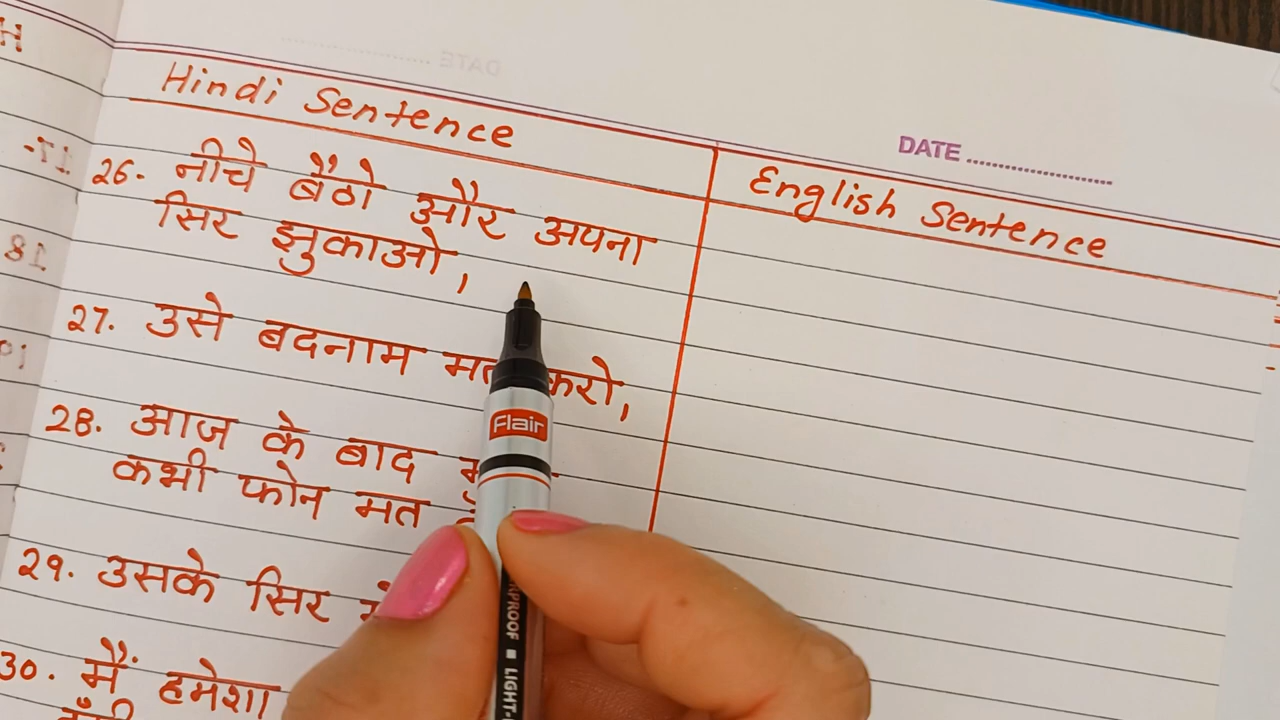 DATE ..................
Hindi Sentence
English Sentence
26. नीचे बैठो और अपना
सिर झुकाओ,
27. उसे बदनाम करो,
28. आज के बाद
कभी फोन मत
29. उसके सिर
30. मैं हमेशा
Flair